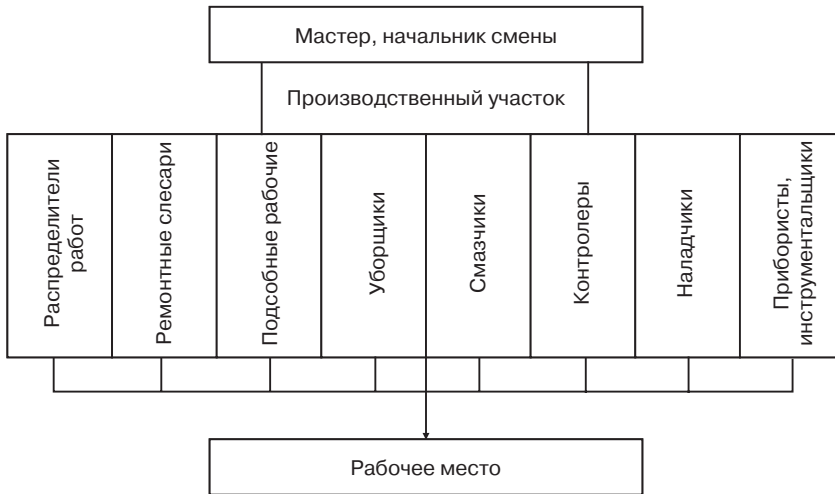 Мастер, начальник смены
Производственный участок
Распределители
работ
Ремонтные слесари
Подсобные рабочие
Уборщики
Смазчики
Контролеры
Наладчики
Прибористы,
инструментальщики
Рабочее место